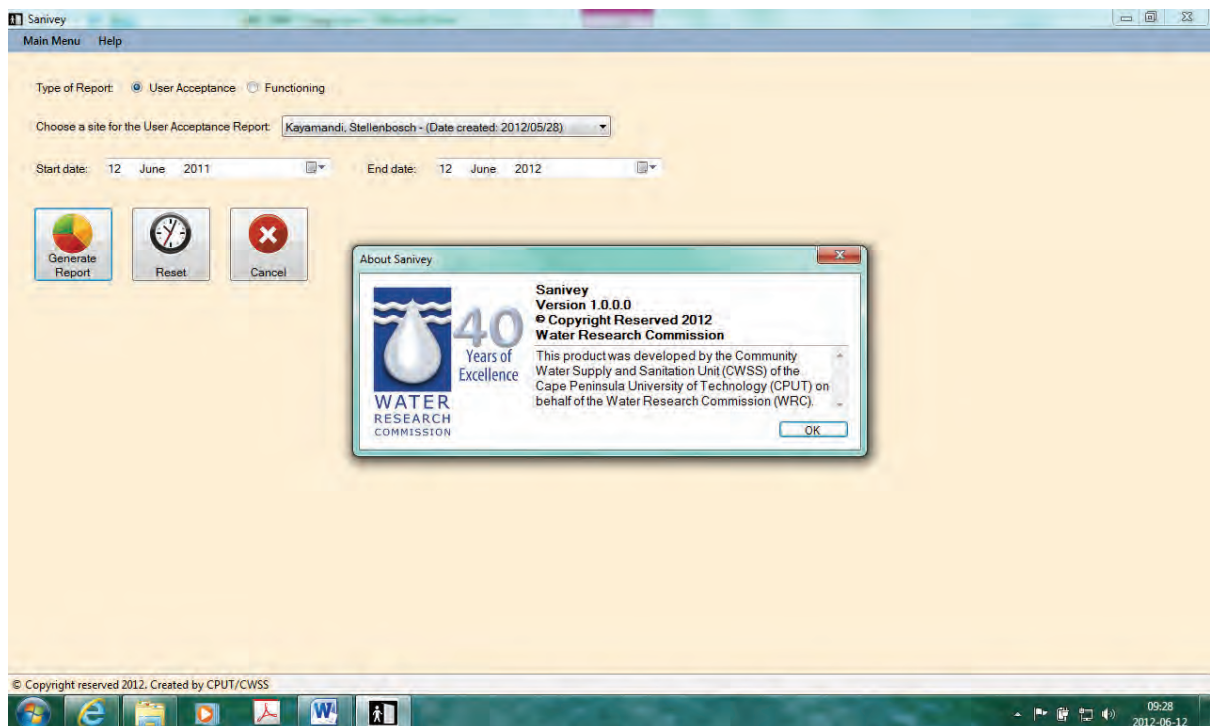 Sanivey
Main Menu Help
Type of Report: User Acceptance Functioning
Choose a site for the User Acceptance Report: Kayamandi, Stellenbosch - (Date created: 2012/05/28)
Start date: 12 June 2011 End date: 12 June 2012
Generate
Report
Reset
Cancel
About Sanivey
40
Years of
Excellence
WATER
RESEARCH
COMMISSION
Sanivey
Version 1.0.0.0
© Copyright Reserved 2012
Water Research Commission
This product was developed by the Community
Water Supply and Sanitation Unit (CWSS) of the
Cape Peninsula University of Technology (CPUT) on
behalf of the Water Research Commission (WRC).
OK
© Copyright reserved 2012. Created by CPUT/CWSS
09:28
2012-06-12